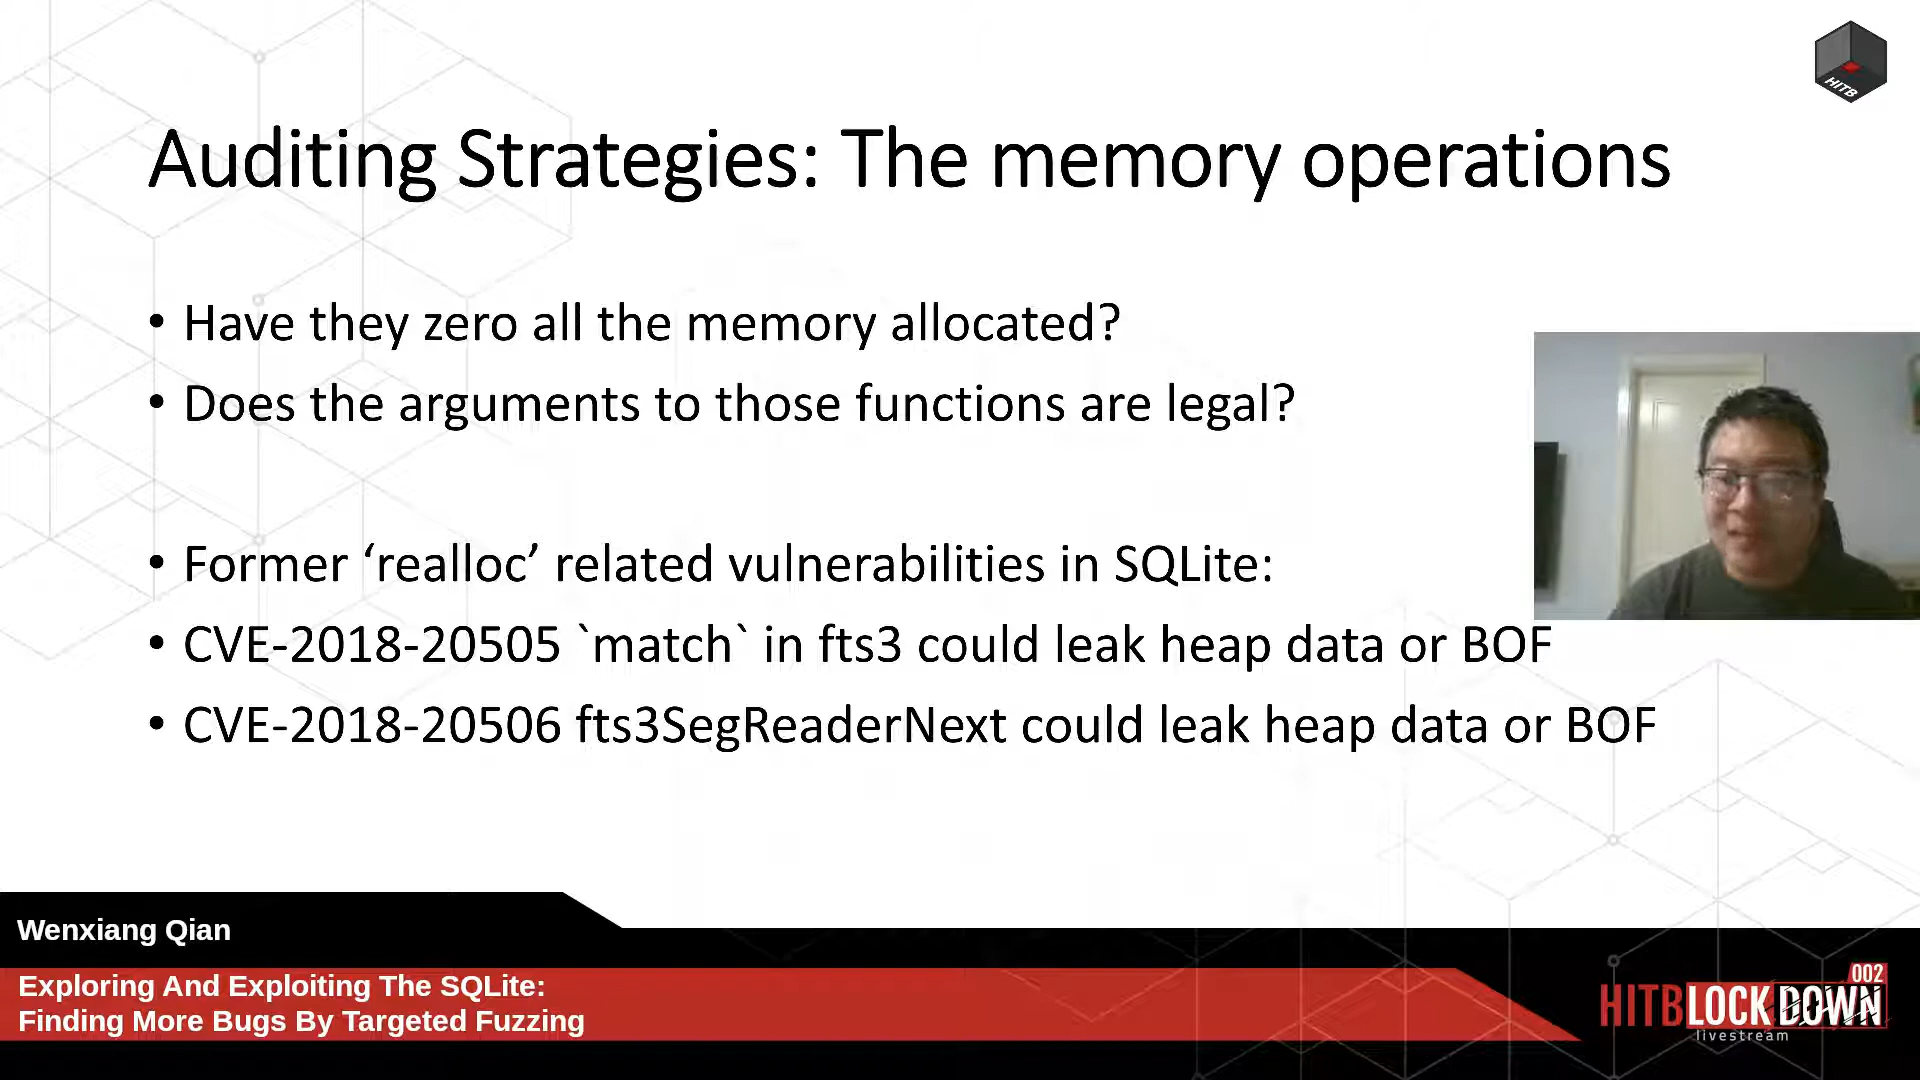 HITB
Auditing Strategies: The memory operations
• Have they zero all the memory allocated?
• Does the arguments to those functions are legal?
• Former ‘realloc’ related vulnerabilities in SQLite:
• CVE-2018-20505 `match` in fts3 could leak heap data or BOF
• CVE-2018-20506 fts3SegReaderNext could leak heap data or BOF
Wenxiang Qian
Exploring And Exploiting The SQLite:
Finding More Bugs By Targeted Fuzzing
002
HITBLOCKDOWN
livestream